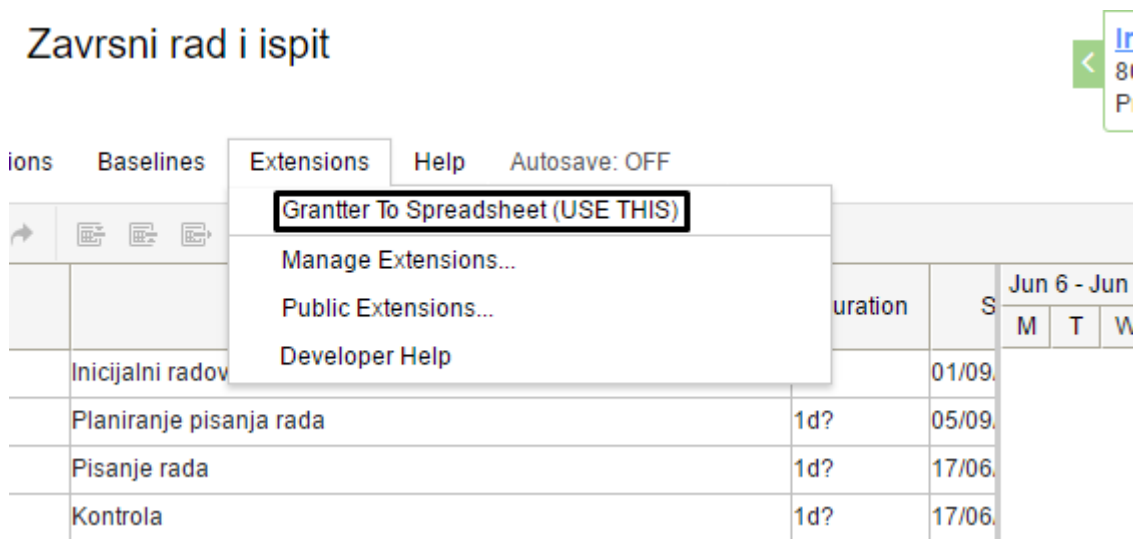 Zavrsni rad i ispit
Baselines Extensions Help Autosave: OFF
Grantter To Spreadsheet (USE THIS)
Manage Extensions...
Public Extensions...
Developer Help
uration S Jun 6 - Jun
M T
Inicijalni radov 01/09
Planiranje pisanja rada 1d? 05/09
Pisanje rada 1d? 17/06
Kontrola 1d? 17/06